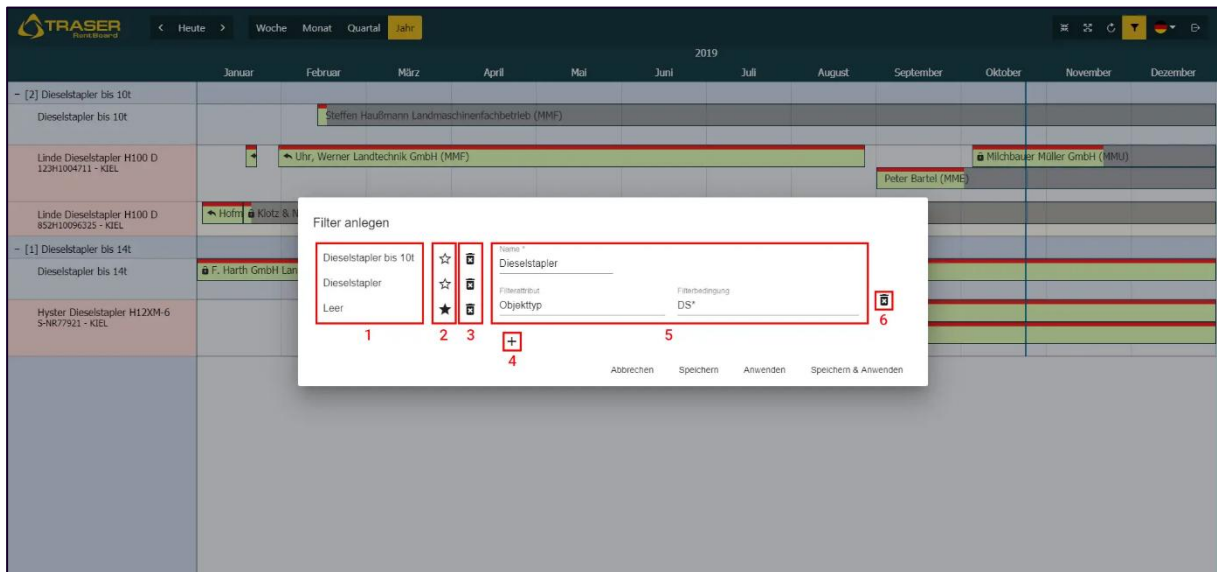 TRASER
RentBoard
Heute
Woche Monat Quartal Jahr
2019
Januar Februar März April Mai Juni Juli August September Oktober November Dezember
− [2] Dieselstapler bis 10t
Dieselstapler bis 10t
Steffen Haußmann Landmaschinenfachbetrieb (MMF)
Linde Dieselstapler H100 D
123H1004711 - KIEL
Uhr, Werner Landtechnik GmbH (MMF)
Milchbauer Müller GmbH (MMU)
Peter Bartel (MME)
Linde Dieselstapler H100 D
852H10096325 - KIEL
Hofm
Klotz & N
− [1] Dieselstapler bis 14t
Dieselstapler bis 14t
F. Harth GmbH Lan
Hyster Dieselstapler H12XM-6
S-NR77921 - KIEL
Filter anlegen
Dieselstapler bis 10t
Dieselstapler
Leer
1 2 3
Name *
Dieselstapler
Filterattribut
Filterbedingung
Objekttyp
DS*
+
4
5
6
Abbrechen Speichern Anwenden Speichern & Anwenden